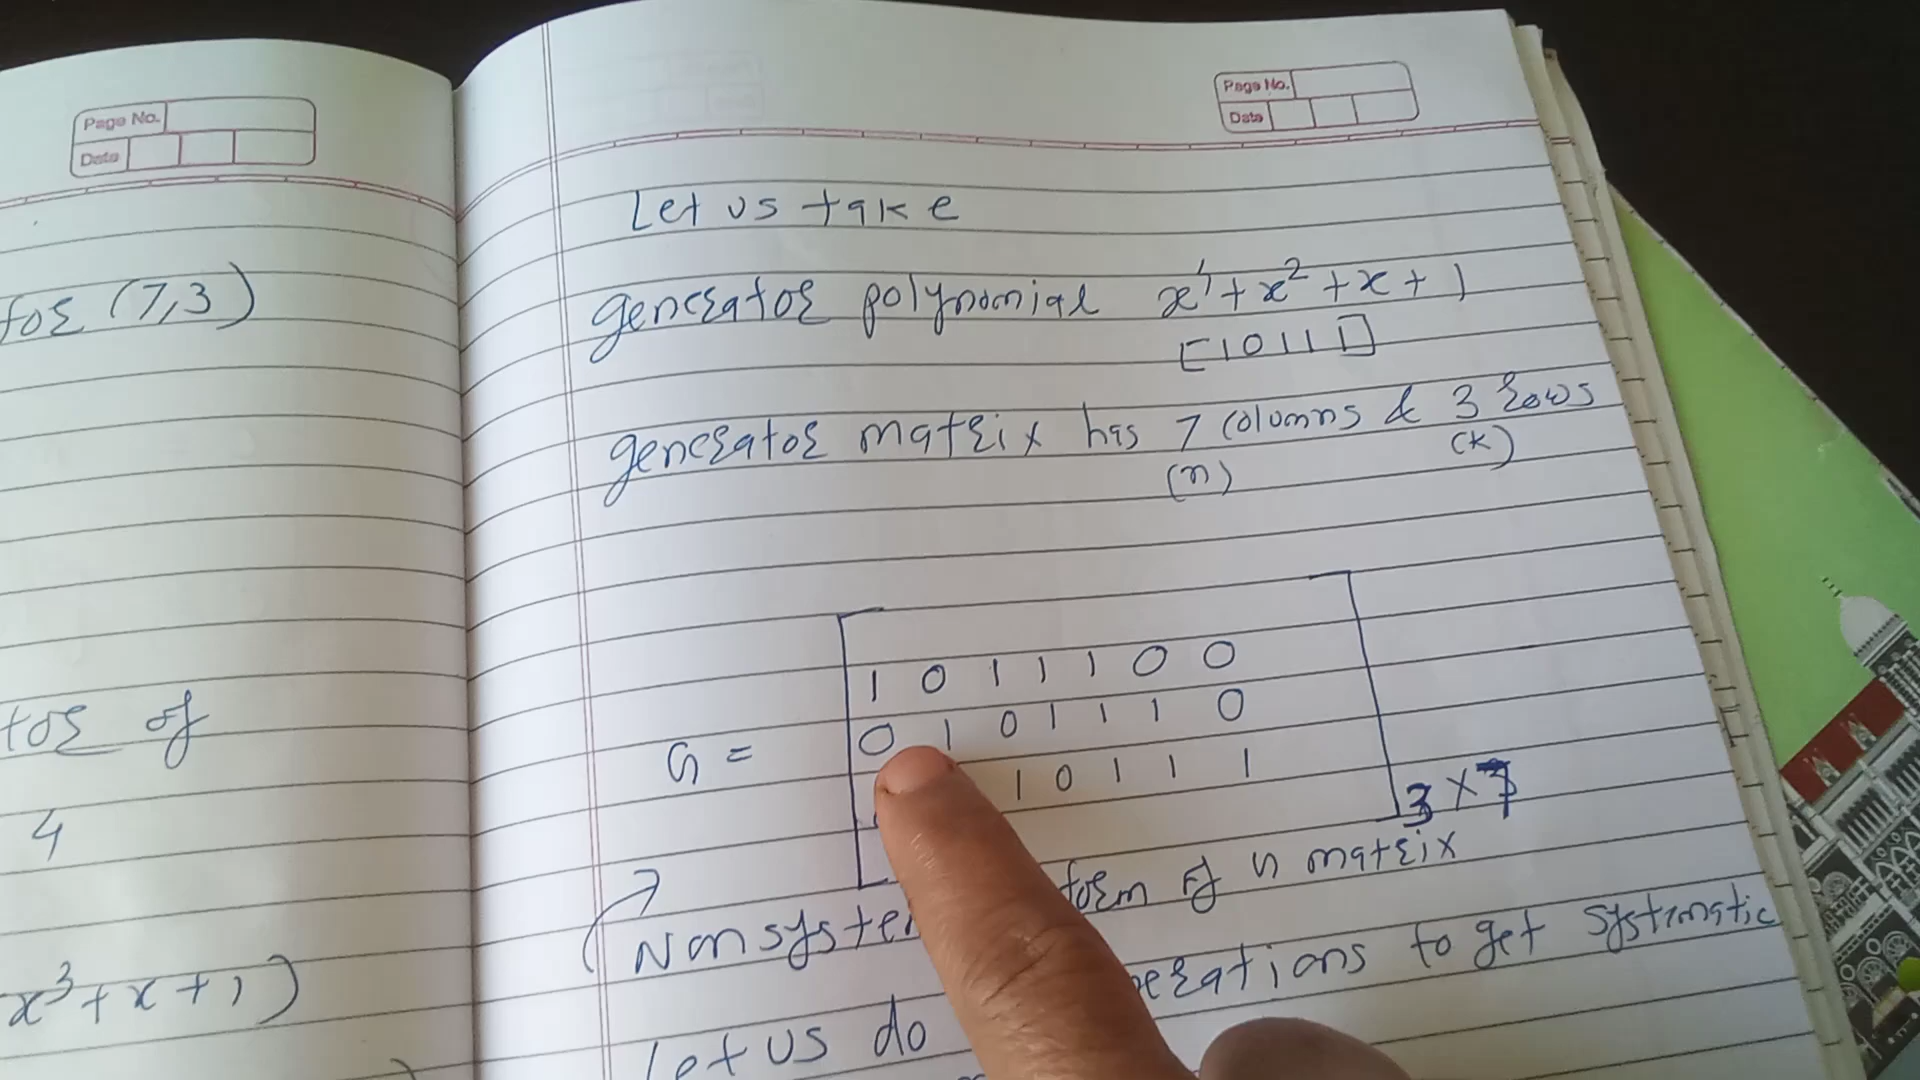 Page No.
Date
for (7,3)
tor of
4
x³+x+1)
Page No.
Date
Let us take
generator polynomial x⁴+x²+x+1
[10111]
generator matrix has 7 columns & 3 rows
(n) (k)
1 0 1 1 1 0 0
0 1 0 1 1 1 0
G =
1 0 1 1 1
3×7
form of G matrix
Let us do
to get systematic